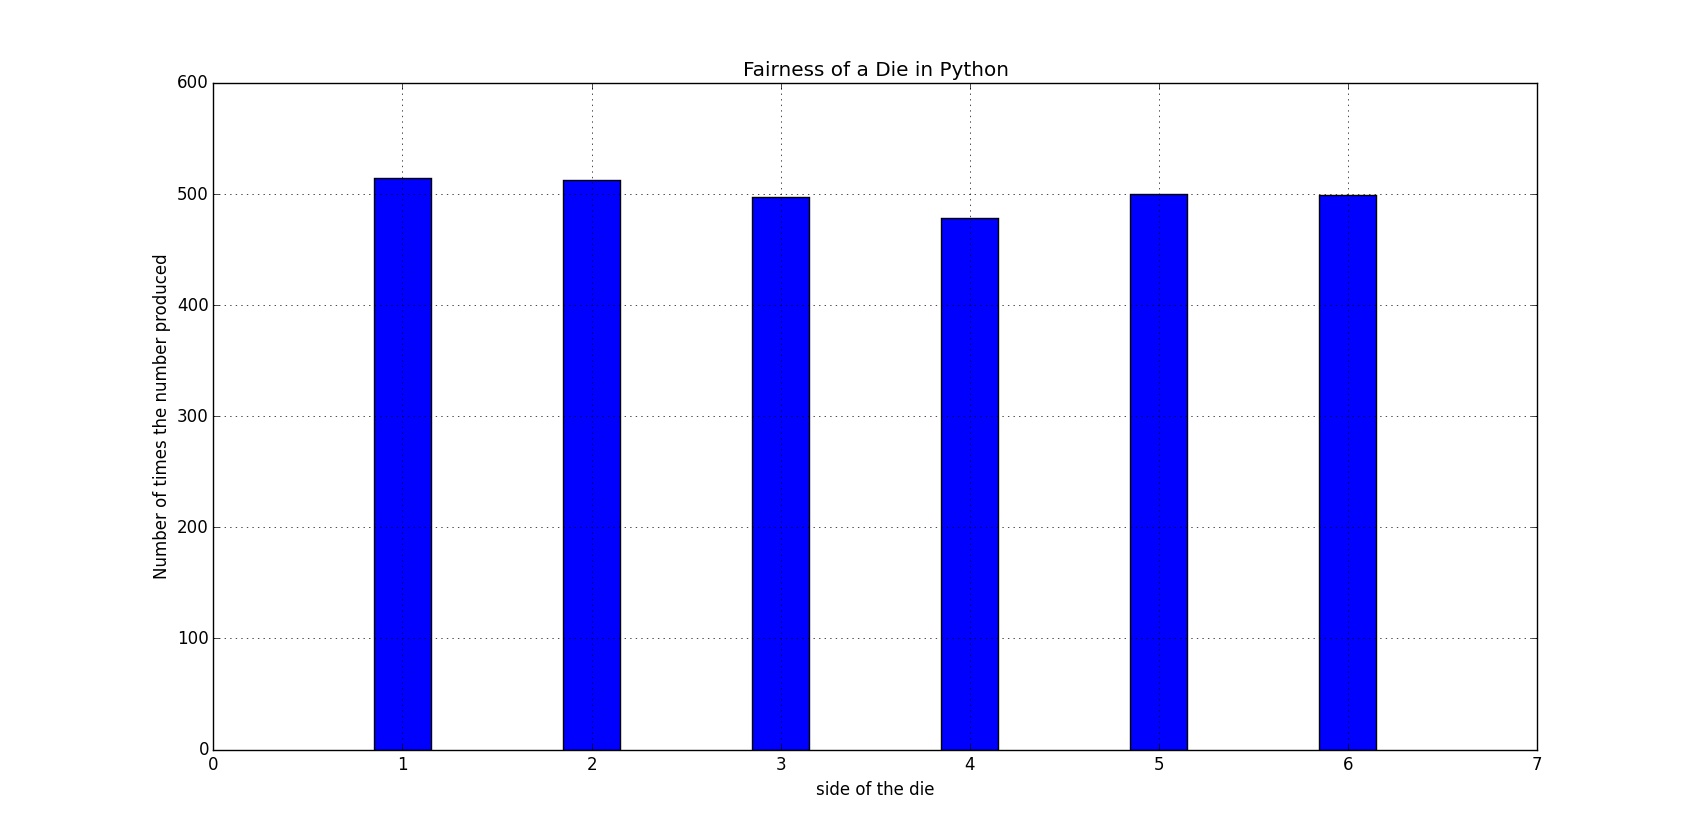 Fairness of a Die in Python
600
500
400
300
200
100
0
Number of times the number produced
0 1 2 3 4 5 6 7
side of the die